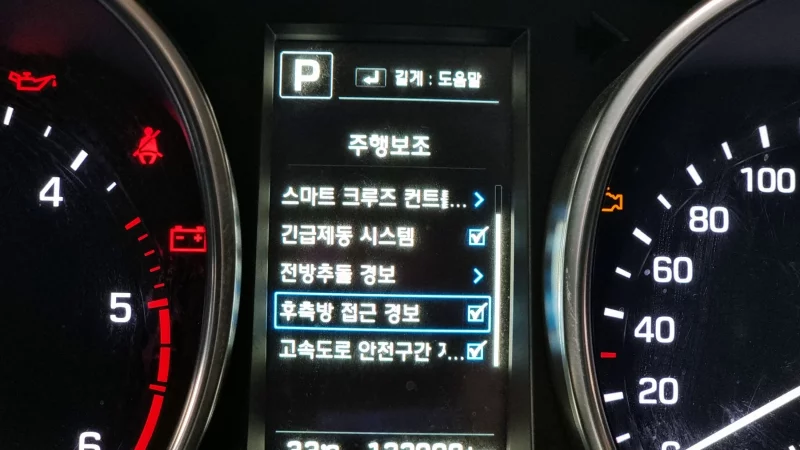 P
길게 : 도움말
주행보조
스마트 크루즈 컨트롤...
긴급제동 시스템
전방추돌 경보
후측방 접근 경보
고속도로 안전구간 ...
4
5
6
100
80
60
40
20